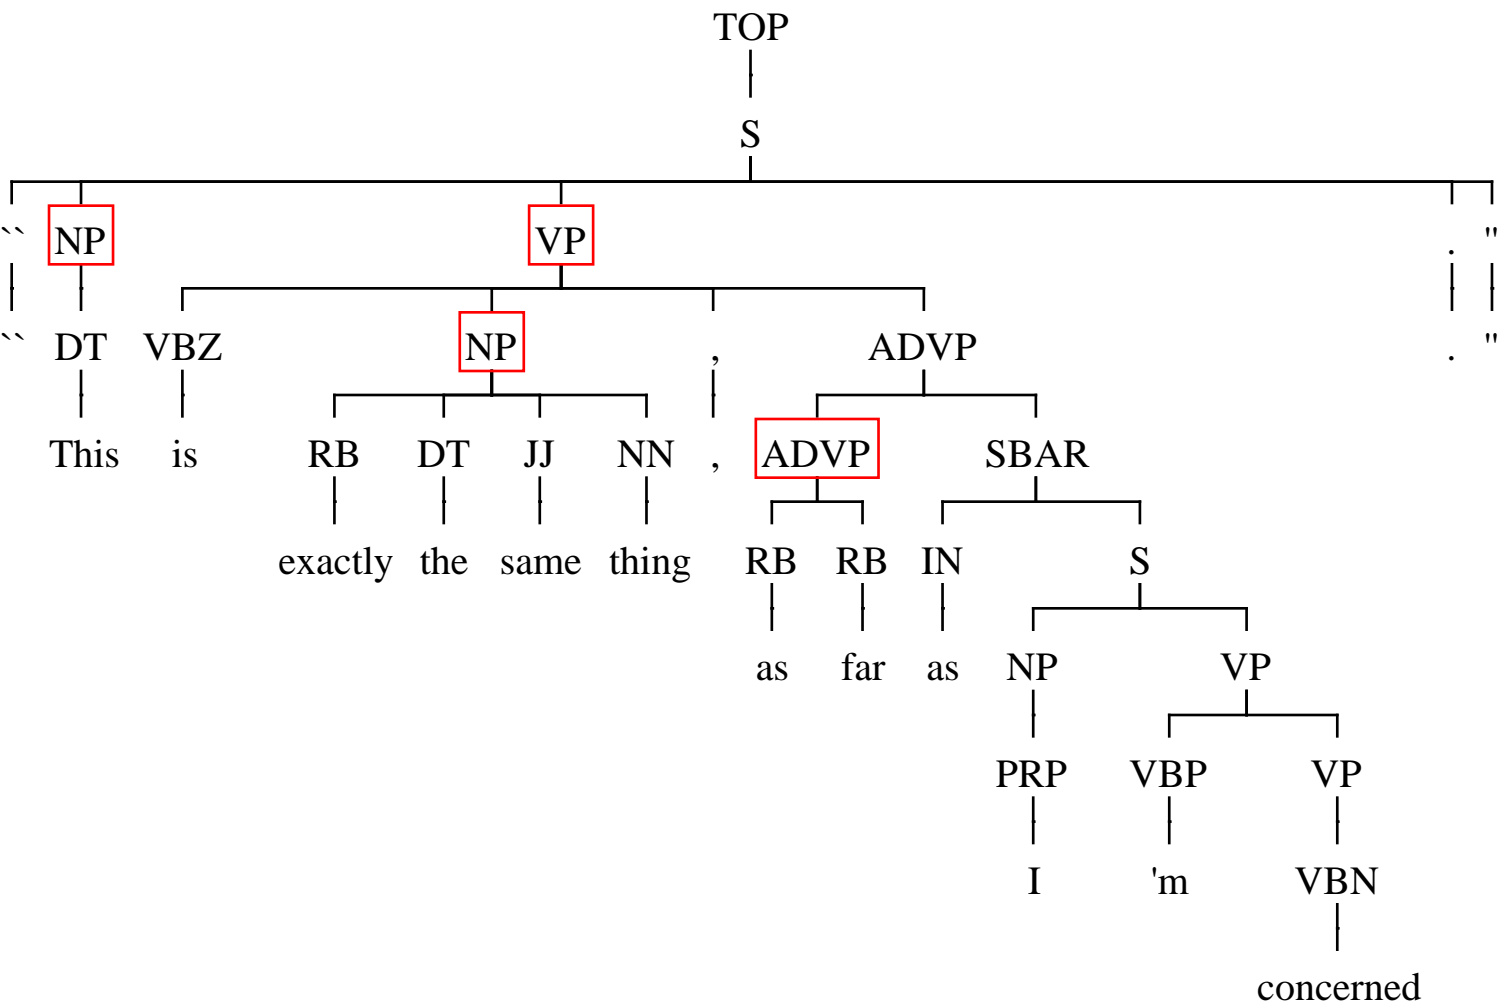 TOP
S
`` NP VP . "
`` DT VBZ NP , ADVP . "
This is RB DT JJ NN , ADVP SBAR
exactly the same thing RB RB IN S
as far as NP VP
PRP VBP VP
I 'm VBN
concerned